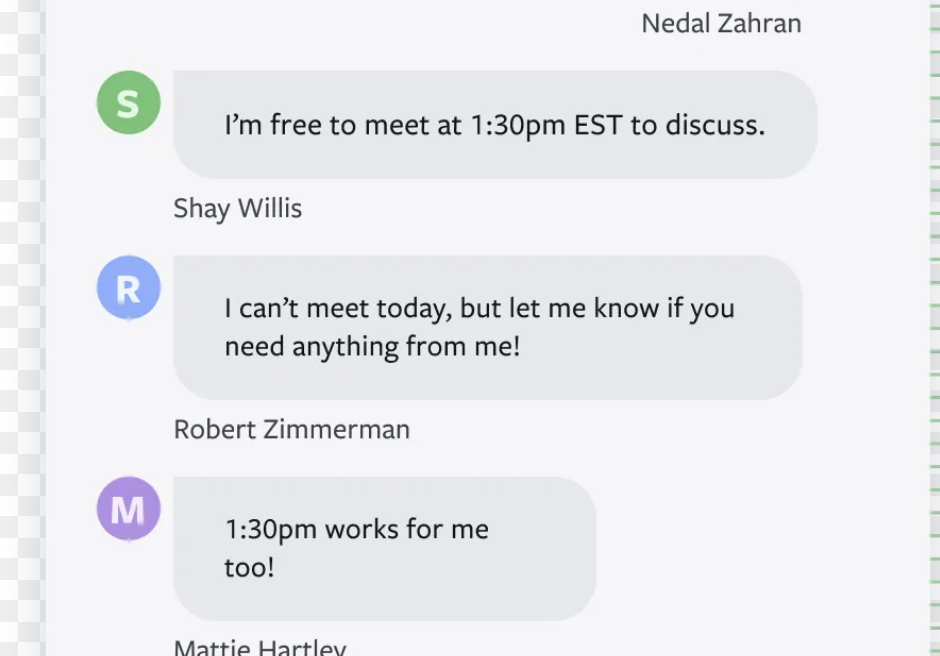 Nedal Zahran
S
I’m free to meet at 1:30pm EST to discuss.
Shay Willis
R
I can’t meet today, but let me know if you
need anything from me!
Robert Zimmerman
M
1:30pm works for me
too!
Mattie Hartley